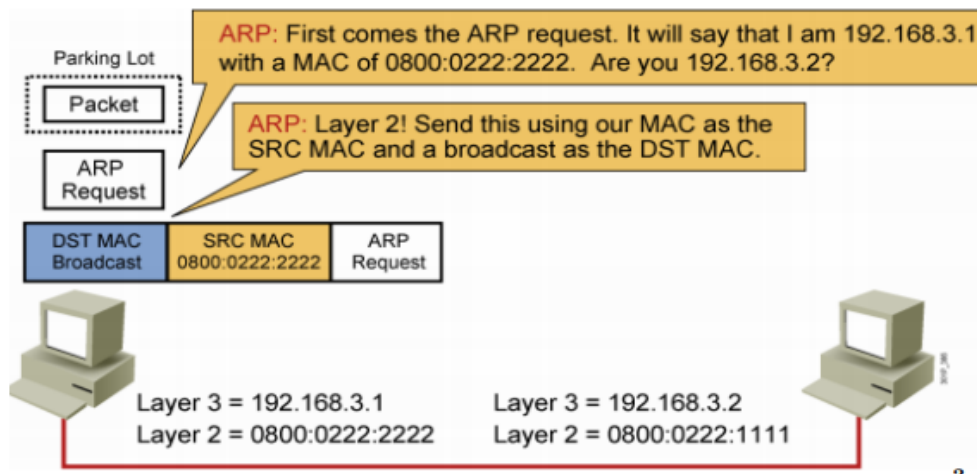 ARP: First comes the ARP request. It will say that I am 192.168.3.1
with a MAC of 0800:0222:2222. Are you 192.168.3.2?
Parking Lot
Packet
ARP: Layer 2! Send this using our MAC as the
SRC MAC and a broadcast as the DST MAC.
ARP
Request
DST MAC
Broadcast
SRC MAC
0800:0222:2222
ARP
Request
Layer 3 = 192.168.3.1
Layer 2 = 0800:0222:2222
Layer 3 = 192.168.3.2
Layer 2 = 0800:0222:1111